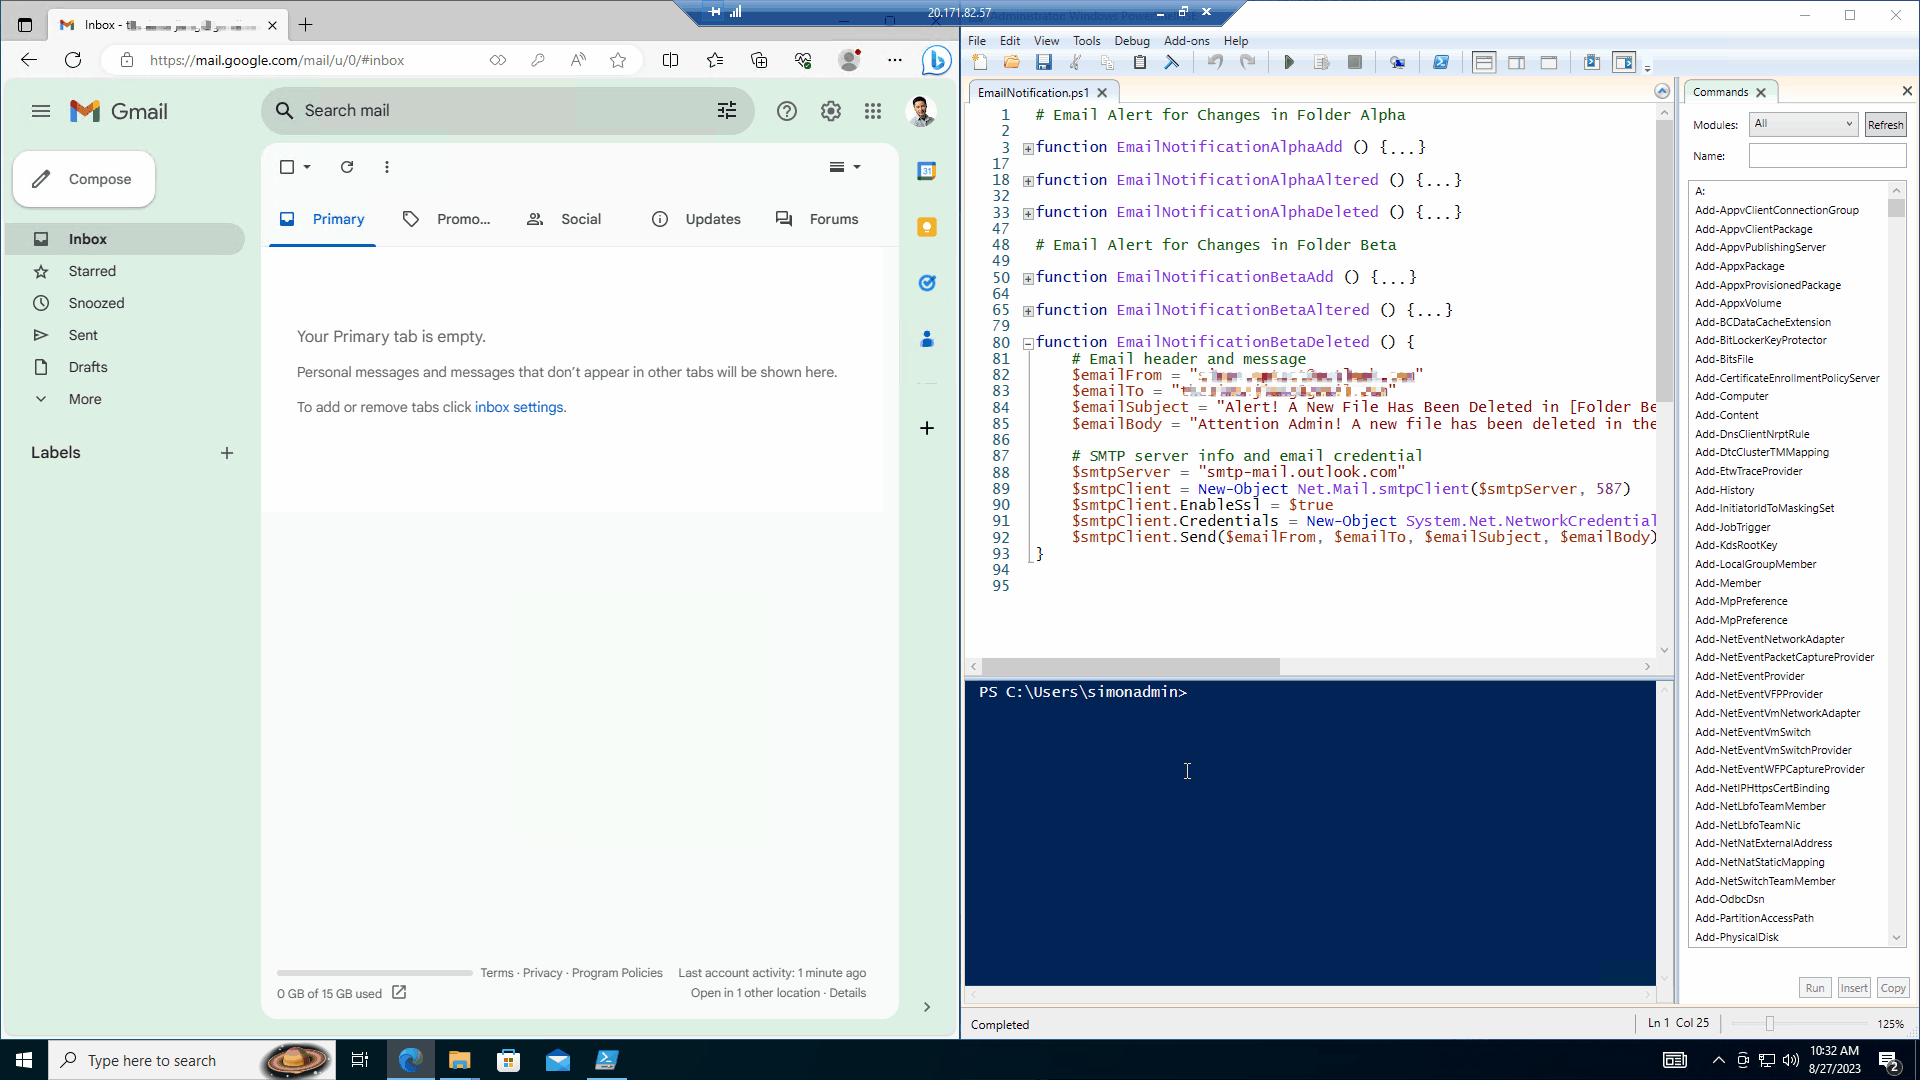 Inbox -
https://mail.google.com/mail/u/0/#inbox
Gmail
Search mail
Compose
Inbox
Starred
Snoozed
Sent
Drafts
More
Labels
Primary
Promo...
Social
Updates
Forums
Your Primary tab is empty.
Personal messages and messages that don't appear in other tabs will be shown here.
To add or remove tabs click inbox settings.
31
0 GB of 15 GB used
Terms · Privacy · Program Policies
Last account activity: 1 minute ago
Open in 1 other location · Details
20.171.82.57
File Edit View Tools Debug Add-ons Help
EmailNotification.ps1
1 # Email Alert for Changes in Folder Alpha
2
3 function EmailNotificationAlphaAdd () {...}
17
18 function EmailNotificationAlphaAltered () {...}
32
33 function EmailNotificationAlphaDeleted () {...}
47
48 # Email Alert for Changes in Folder Beta
49
50 function EmailNotificationBetaAdd () {...}
64
65 function EmailNotificationBetaAltered () {...}
79
80 function EmailNotificationBetaDeleted () {
81 # Email header and message
82 $emailFrom = "
83 $emailTo = "
84 $emailSubject = "Alert! A New File Has Been Deleted in [Folder Be
85 $emailBody = "Attention Admin! A new file has been deleted in the
86
87 # SMTP server info and email credential
88 $smtpServer = "smtp-mail.outlook.com"
89 $smtpClient = New-Object Net.Mail.smtpClient($smtpServer, 587)
90 $smtpClient.EnableSsl = $true
91 $smtpClient.Credentials = New-Object System.Net.NetworkCredential
92 $smtpClient.Send($emailFrom, $emailTo, $emailSubject, $emailBody)
93 }
94
95
PS C:\Users\simonadmin>
Completed
Ln 1 Col 25
125%
Commands
Modules: All Refresh
Name:
A:
Add-AppvClientConnectionGroup
Add-AppvClientPackage
Add-AppvPublishingServer
Add-AppxPackage
Add-AppxProvisionedPackage
Add-AppxVolume
Add-BCDataCacheExtension
Add-BitLockerKeyProtector
Add-BitsFile
Add-CertificateEnrollmentPolicyServer
Add-Computer
Add-Content
Add-DnsClientNrptRule
Add-DtcClusterTMMapping
Add-EtwTraceProvider
Add-History
Add-InitiatorIdToMaskingSet
Add-JobTrigger
Add-KdsRootKey
Add-LocalGroupMember
Add-Member
Add-MpPreference
Add-MpPreference
Add-NetEventNetworkAdapter
Add-NetEventPacketCaptureProvider
Add-NetEventProvider
Add-NetEventVFPProvider
Add-NetEventVmNetworkAdapter
Add-NetEventVmSwitch
Add-NetEventVmSwitchProvider
Add-NetEventWFPCaptureProvider
Add-NetIPHttpsCertBinding
Add-NetLbfoTeamMember
Add-NetLbfoTeamNic
Add-NetNatExternalAddress
Add-NetNatStaticMapping
Add-NetSwitchTeamMember
Add-OdbcDsn
Add-PartitionAccessPath
Add-PhysicalDisk
Run Insert Copy
Type here to search
10:32 AM
8/27/2023
2